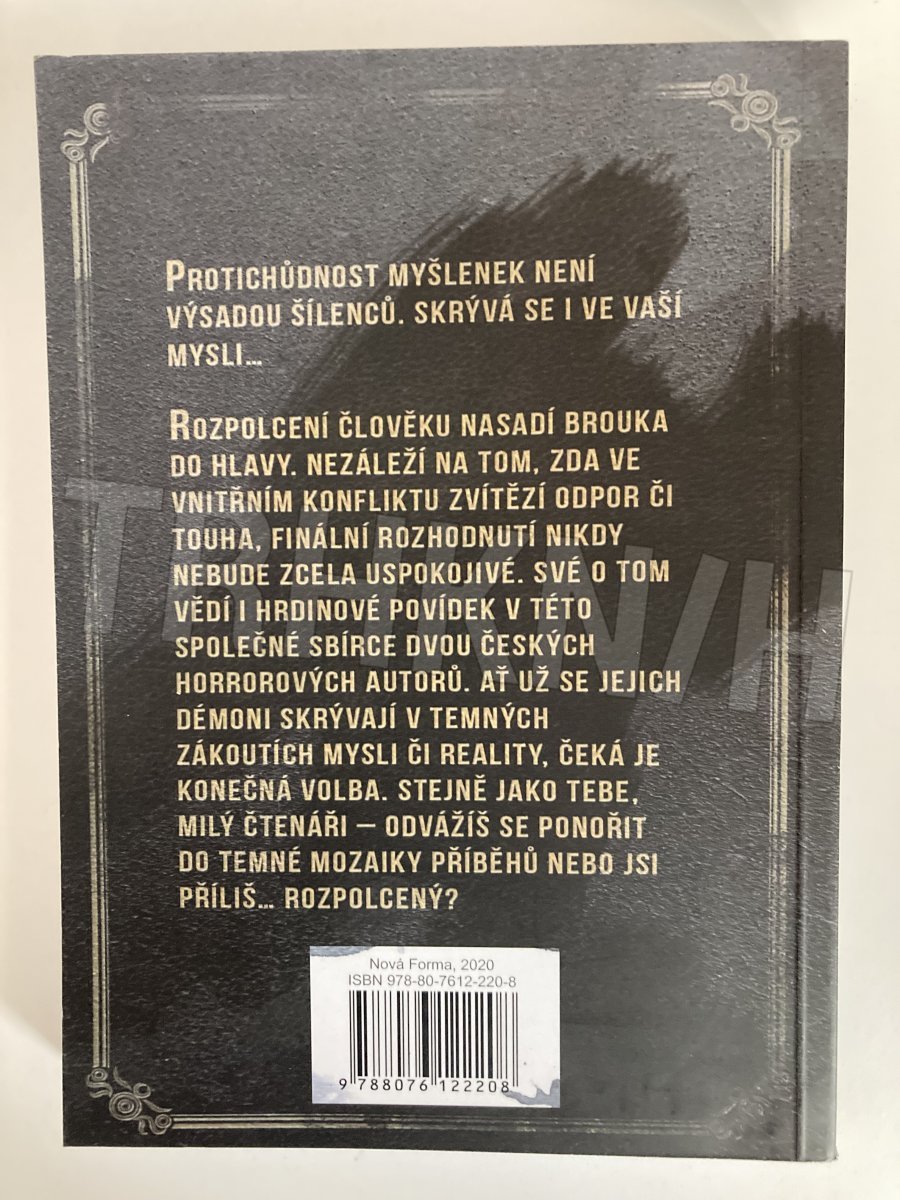 PROTICHŮDNOST MYŠLENEK NENÍ
VÝSADOU ŠÍLENCŮ. SKRÝVÁ SE I VE VAŠÍ
MYSLI…
ROZPOLCENÍ ČLOVĚKU NASADÍ BROUKA
DO HLAVY. NEZÁLEŽÍ NA TOM, ZDA VE
VNITŘNÍM KONFLIKTU ZVÍTĚZÍ ODPOR ČI
TOUHA, FINÁLNÍ ROZHODNUTÍ NIKDY
NEBUDE ZCELA USPOKOJIVÉ. SVÉ O TOM
VĚDÍ I HRDINOVÉ POVÍDEK V TÉTO
SPOLEČNÉ SBÍRCE DVOU ČESKÝCH
HORROROVÝCH AUTORŮ. AŤ UŽ SE JEJICH
DÉMONI SKRÝVAJÍ V TEMNÝCH
ZÁKOUTÍCH MYSLI ČI REALITY, ČEKÁ JE
KONEČNÁ VOLBA. STEJNĚ JAKO TEBE,
MILÝ ČTENÁŘI – ODVÁŽÍŠ SE PONOŘIT
DO TEMNÉ MOZAIKY PŘÍBĚHŮ NEBO JSI
PŘÍLIŠ… ROZPOLCENÝ?
TRHKNIH
Nová Forma, 2020
ISBN 978-80-7612-220-8
9 788076 122208